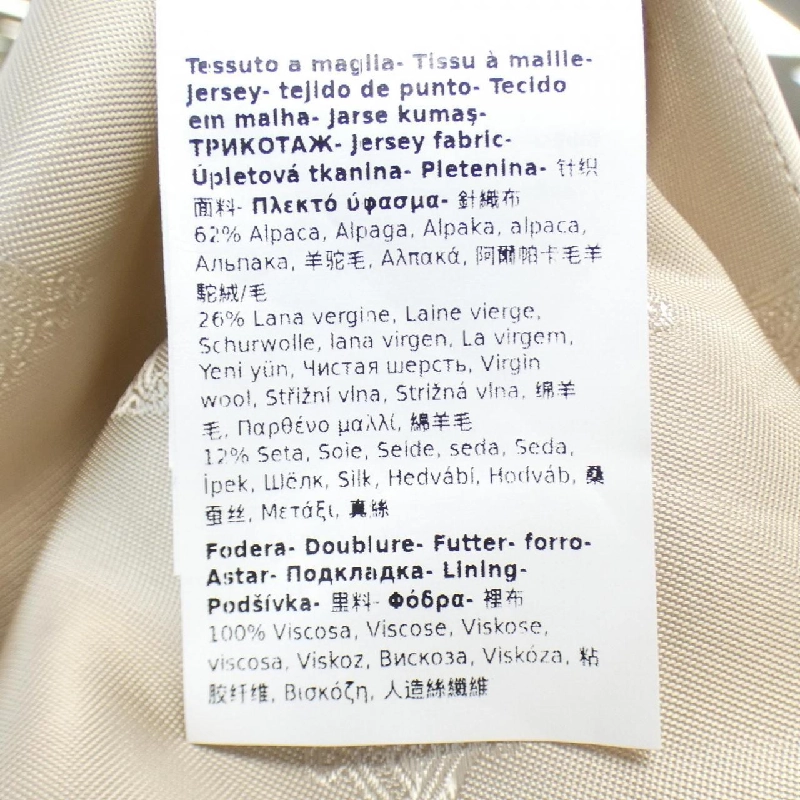 Tessuto a maglia- Tissu à maille-
Jersey- tejido de punto- Tecido
em malha- Jarse kumaş-
ТРИКОТАЖ- Jersey fabric-
Úpletová tkanina- Pletenina- 针织
面料- Πλεκτό ύφασμα- 針織布
62% Alpaca, Alpaga, Alpaka, alpaca,
Альпака, 羊驼毛, Αλπακά, 阿爾帕卡毛羊
駝絨/毛
26% Lana vergine, Laine vierge,
Schurwolle, lana virgen, La virgem,
Yeni yün, Чистая шерсть, Virgin
wool, Střižní vlna, Strižná vlna, 绵羊
毛, Παρθένο μαλλί, 綿羊毛
12% Seta, Soie, Seide, seda, Seda,
İpek, Шёлк, Silk, Hedvábí, Hodváb, 桑
蚕丝, Μετάξι, 真絲
Fodera- Doublure- Futter- forro-
Astar- Подкладка- Lining-
Podšívka- 里料- Φόδρα- 裡布
100% Viscosa, Viscose, Viskose,
viscosa, Viskoz, Вискоза, Viskóza, 粘
胶纤维, Βισκόζη, 人造絲纖維